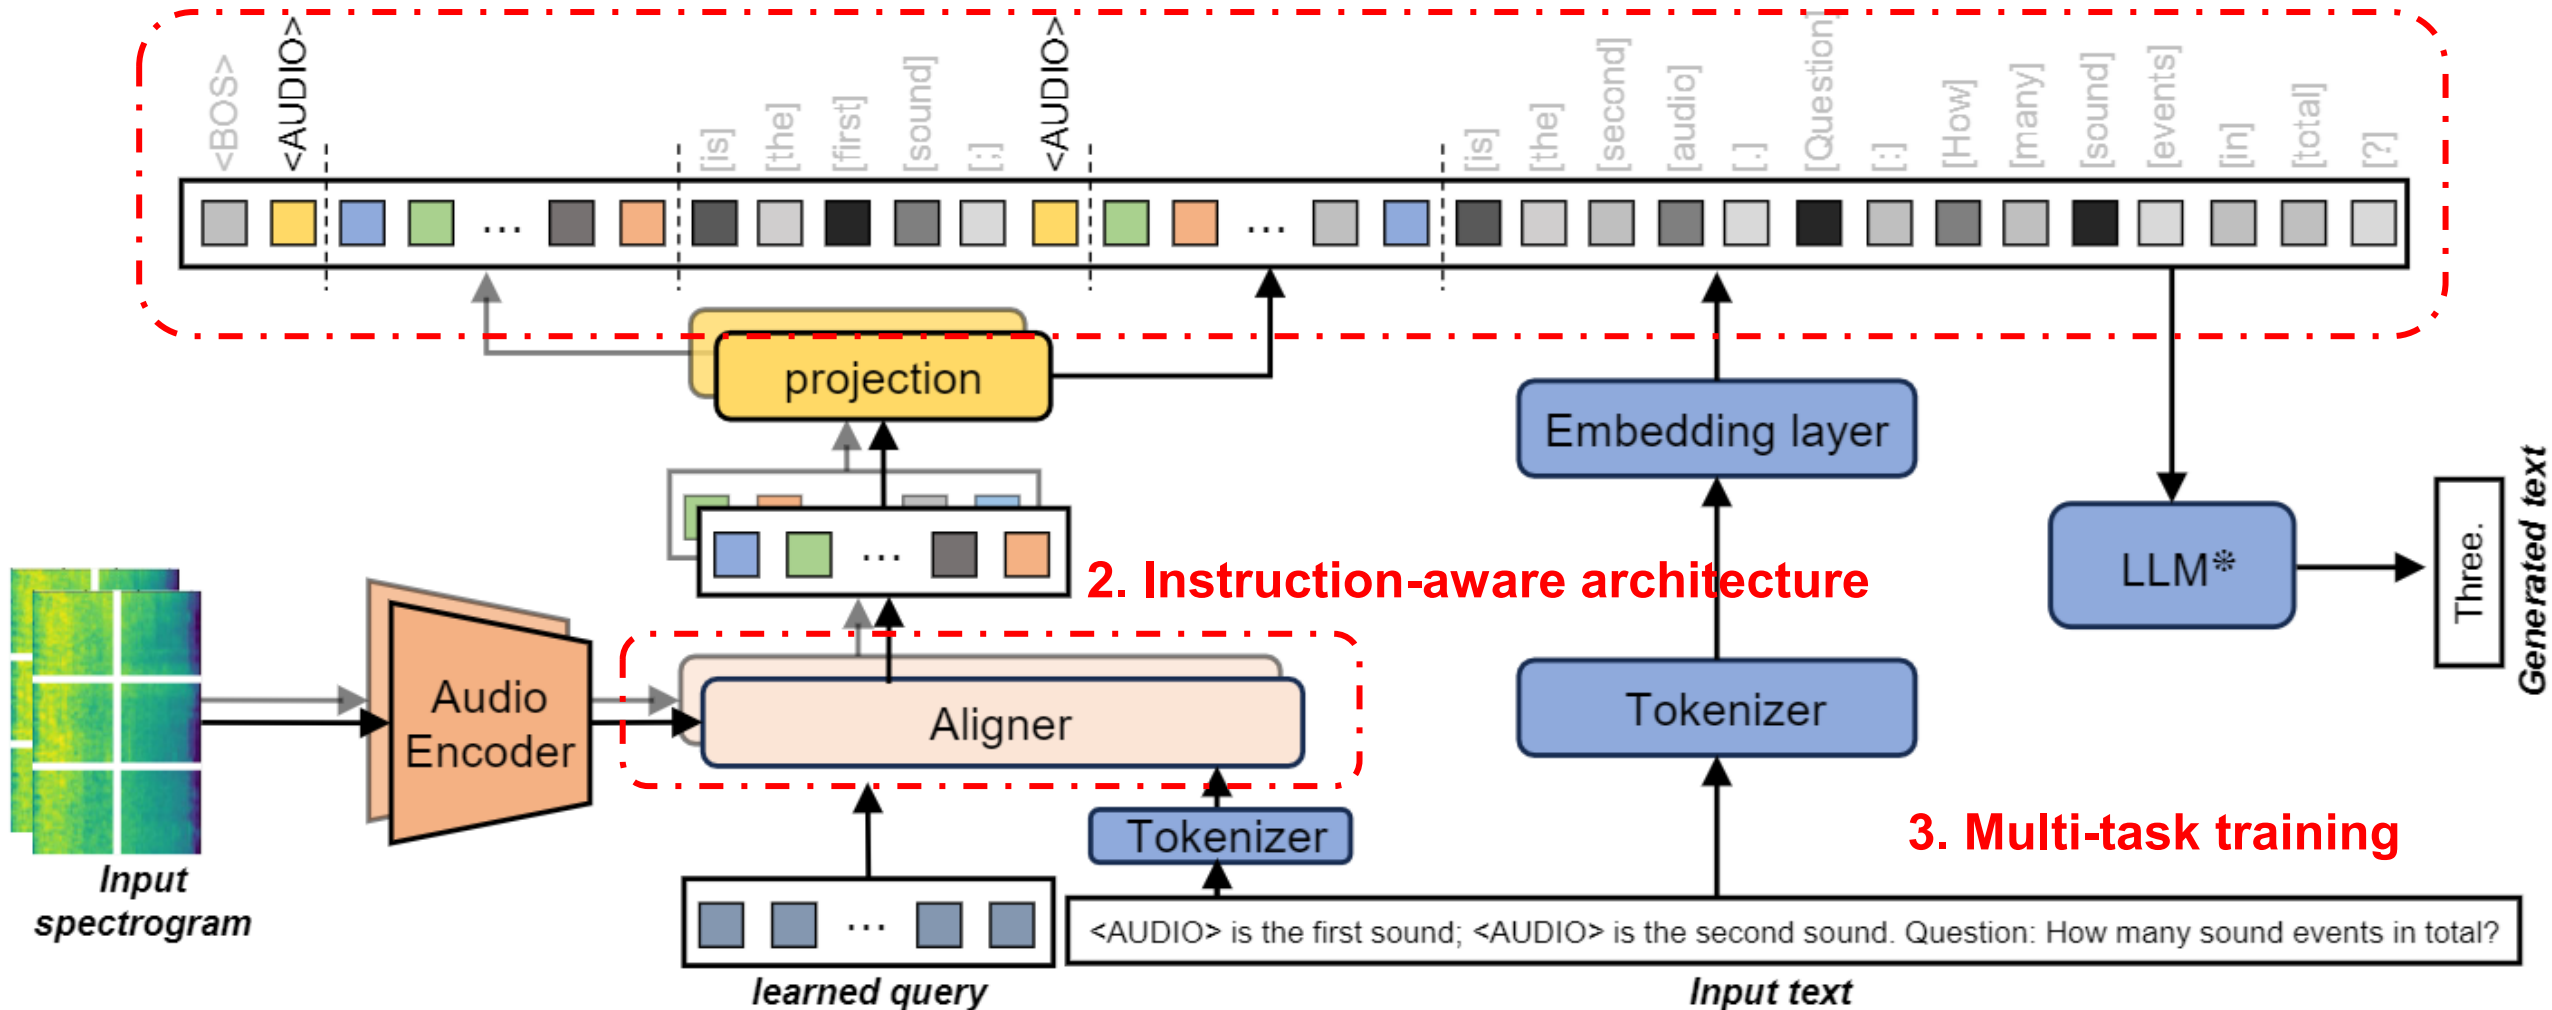 <BOS>
<AUDIO>
[is]
[the]
[first]
[sound]
[;]
<AUDIO>
[is]
[the]
[second]
[audio]
[.]
[Question]
[:]
[How]
[many]
[sound]
[events]
[in]
[total]
[?]
...
...
projection
Embedding layer
...
2. Instruction-aware architecture
LLM*
Three.
Generated text
Audio
Encoder
Aligner
Tokenizer
Tokenizer
3. Multi-task training
Input
spectrogram
...
<AUDIO> is the first sound; <AUDIO> is the second sound. Question: How many sound events in total?
learned query
Input text